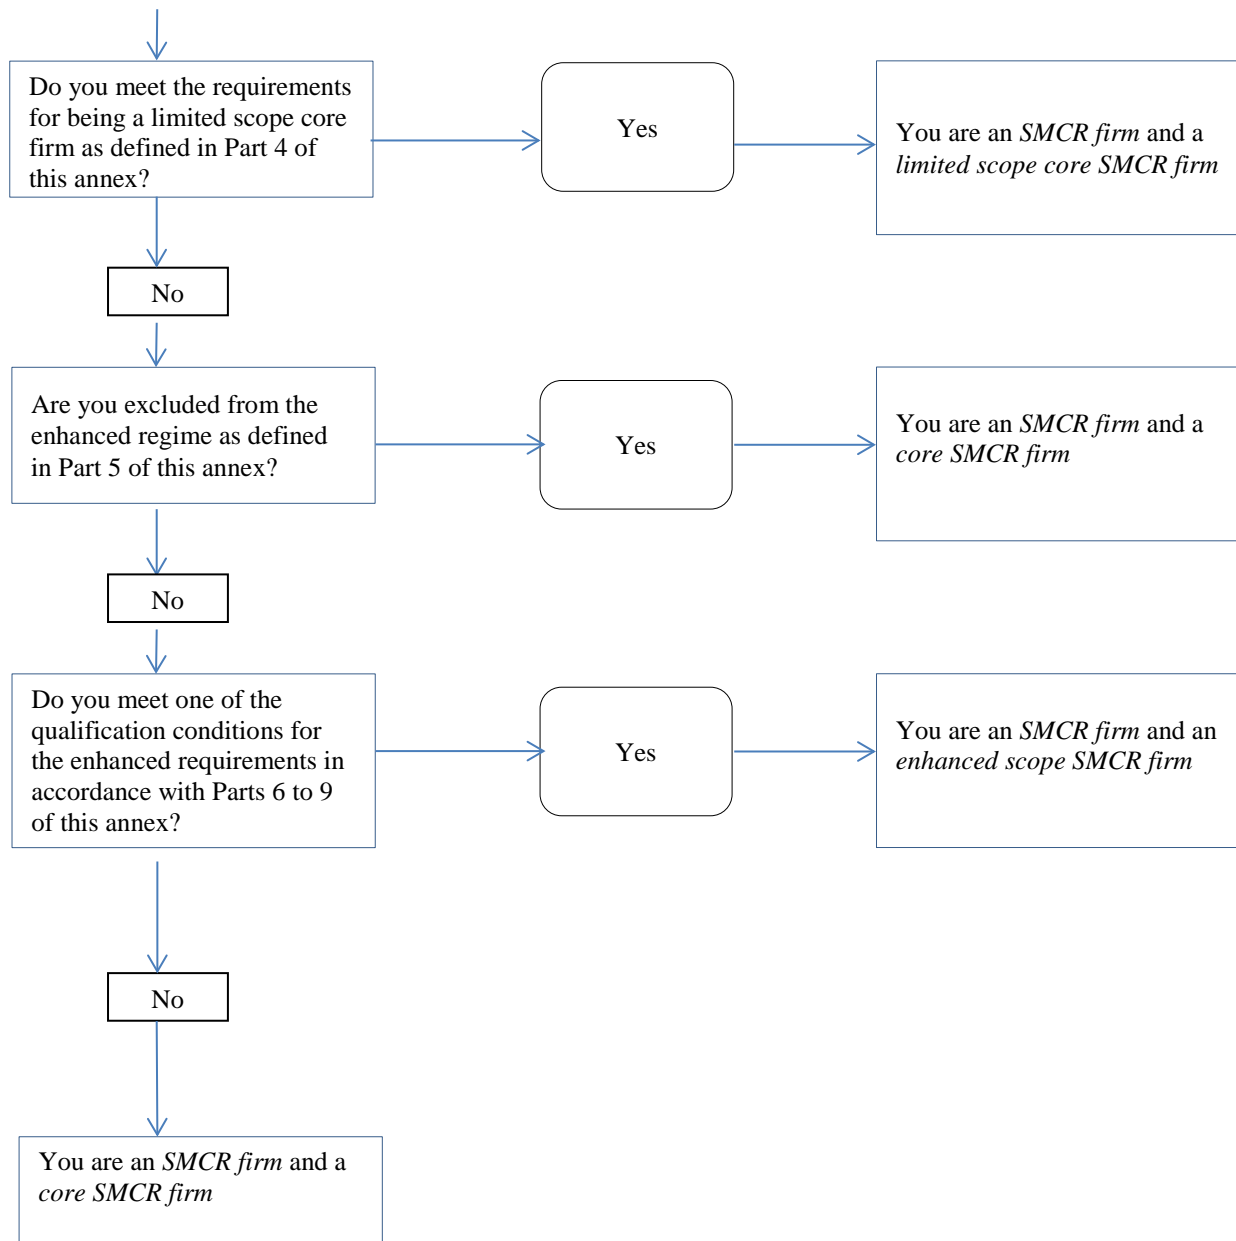 Do you meet the requirements
for being a limited scope core
firm as defined in Part 4 of
this annex?
Yes
You are an SMCR firm and a
limited scope core SMCR firm
No
Are you excluded from the
enhanced regime as defined
in Part 5 of this annex?
Yes
You are an SMCR firm and a
core SMCR firm
No
Do you meet one of the
qualification conditions for
the enhanced requirements in
accordance with Parts 6 to 9
of this annex?
Yes
You are an SMCR firm and an
enhanced scope SMCR firm
No
You are an SMCR firm and a
core SMCR firm